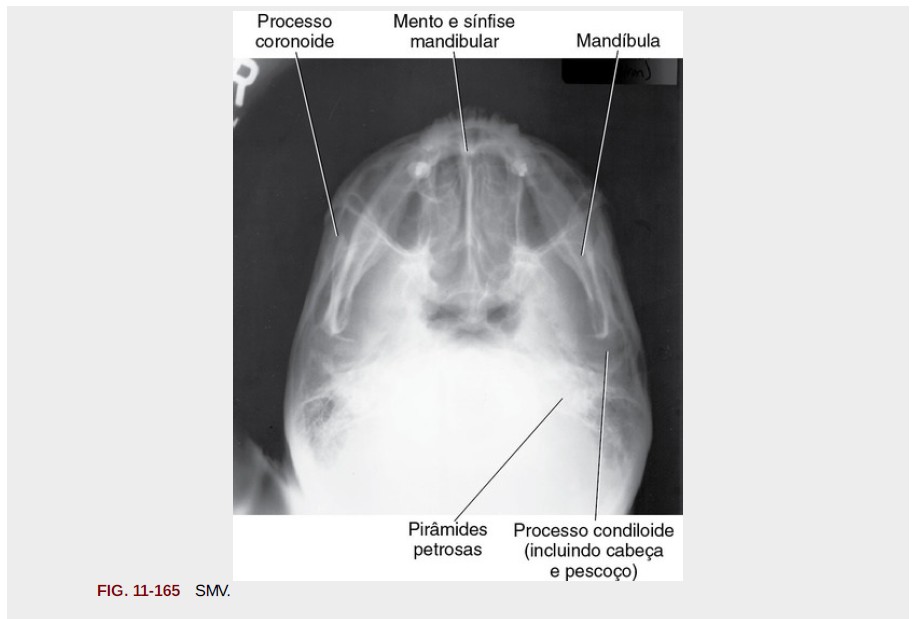 Processo
coronoide
Mento e sínfise
mandibular
Mandíbula
R
Pirâmides
petrosas
Processo condiloide
(incluindo cabeça
e pescoço)
FIG. 11-165 SMV.